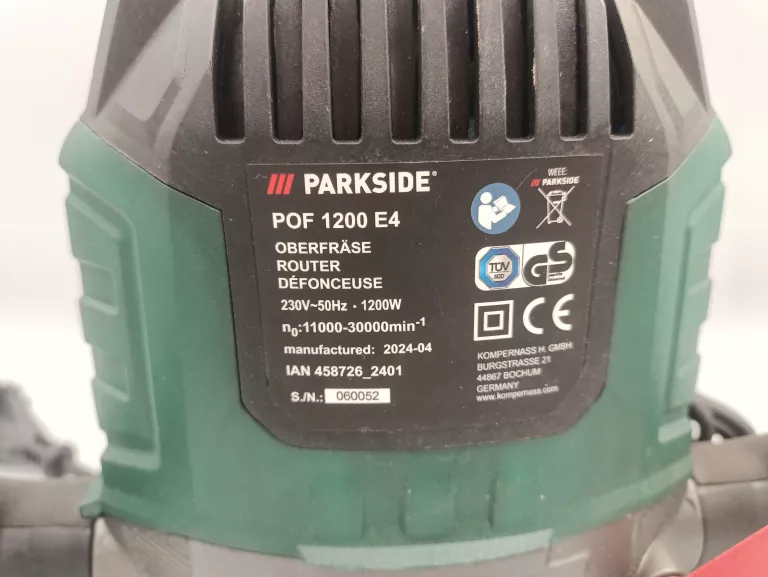 PARKSIDE®
POF 1200 E4
OBERFRÄSE
ROUTER
DÉFONCEUSE
230V~50Hz · 1200W
n₀:11000-30000min⁻¹
manufactured: 2024-04
IAN 458726_2401
S./N.: 060052
WEEE:
PARKSIDE
TÜV
SÜD
GS
CE
KOMPERNASS H. GMBH
BURGSTRASSE 21
44867 BOCHUM
GERMANY
www.kompernass.com